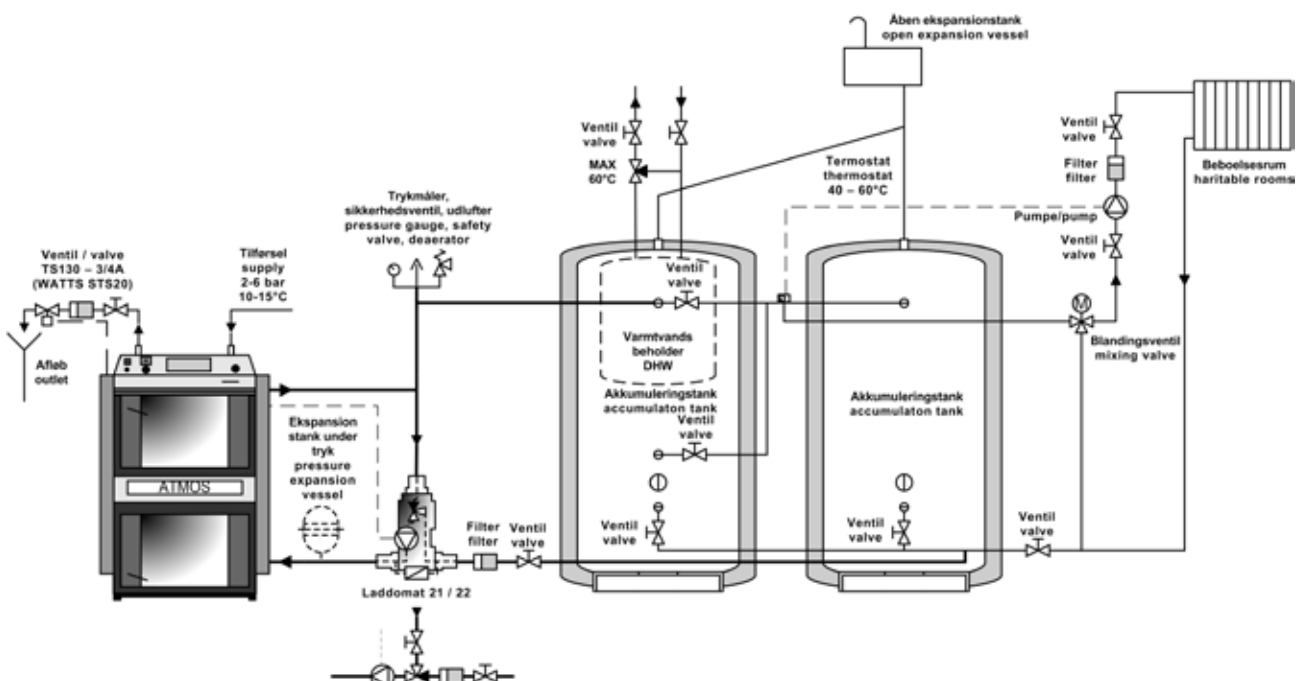 Åben ekspansionstank
open expansion vessel
Ventil
valve
MAX
60°C
Termostat
thermostat
40 – 60°C
Ventil
valve
Filter
filter
Pumpe/pump
Ventil
valve
Beboelsesrum
haritable rooms
Trykmåler,
sikkerhedsventil, udlufter
pressure gauge, safety
valve, deaerator
Ventil / valve
TS130 – 3/4A
(WATTS STS20)
Tilførsel
supply
2-6 bar
10-15°C
Afløb
outlet
Ventil
valve
Varmtvands
beholder
DHW
M
Blandingsventil
mixing valve
Akkumuleringstank
accumulaton tank
Akkumuleringstank
accumulaton tank
Ventil
valve
Ekspansion
stank under
tryk
pressure
expansion
vessel
ATMOS
Filter
filter
Ventil
valve
Ventil
valve
Ventil
valve
Ventil
valve
Laddomat 21 / 22